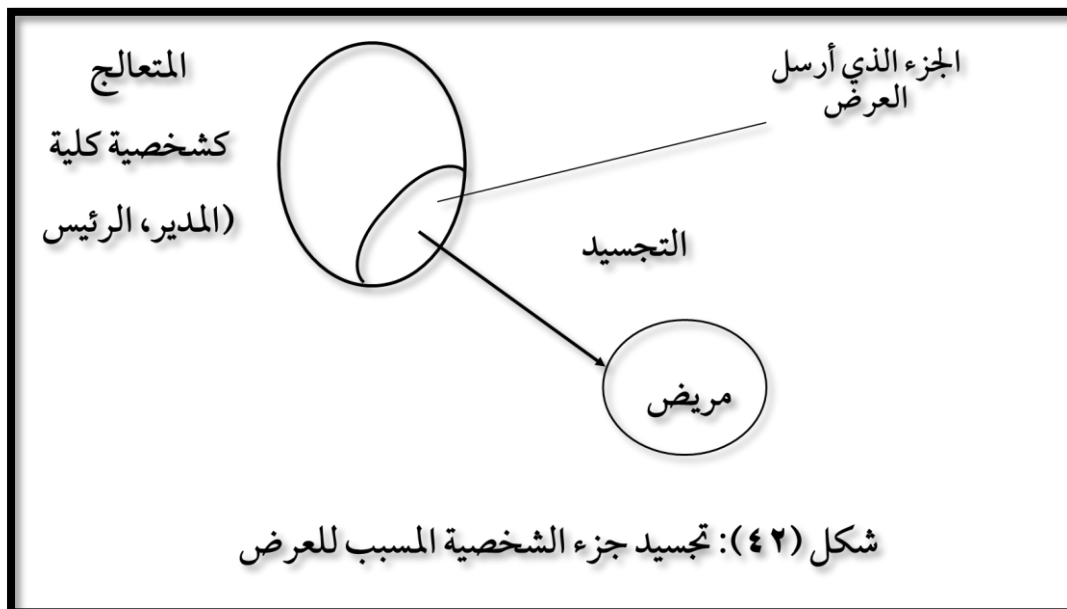 المتعالج
كشخصية كلية
(المدير، الرئيس
الجزء الذي أرسل
العرض
التجسيد
مريض
شكل (٤٢): تجسيد جزء الشخصية المسبب للعرض